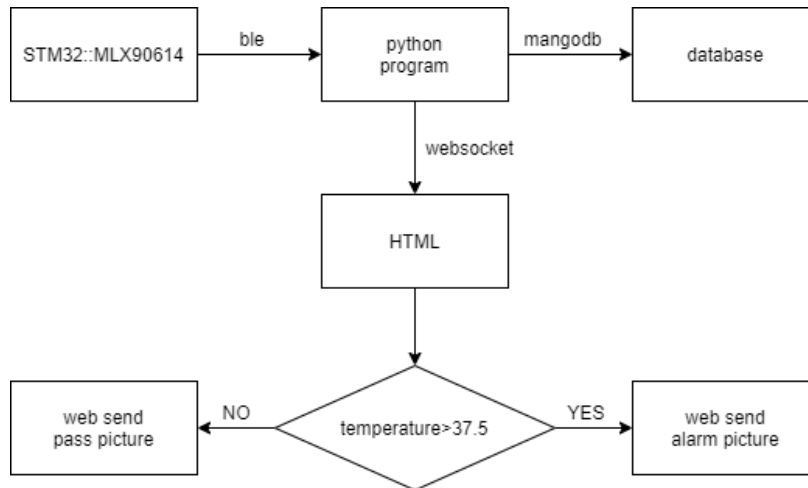 STM32::MLX90614
ble
python
program
mangodb
database
websocket
HTML
web send
pass picture
NO
temperature>37.5
YES
web send
alarm picture